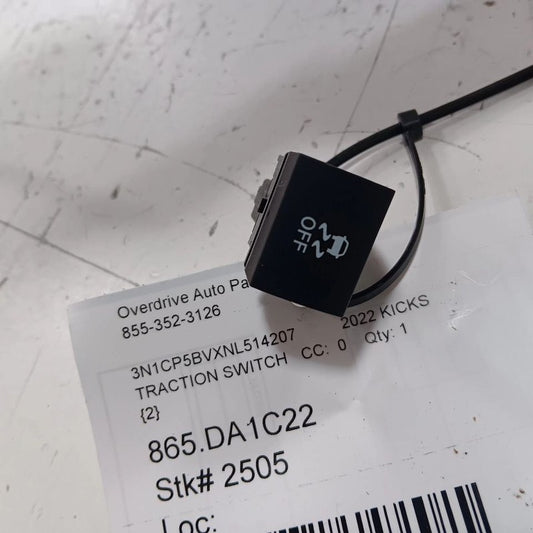 OFF
Overdrive Auto Pa
855-352-3126
3N1CP5BVXNL514207 2022 KICKS
TRACTION SWITCH CC: 0 Qty: 1
{2}
865.DA1C22
Stk# 2505
Loc: